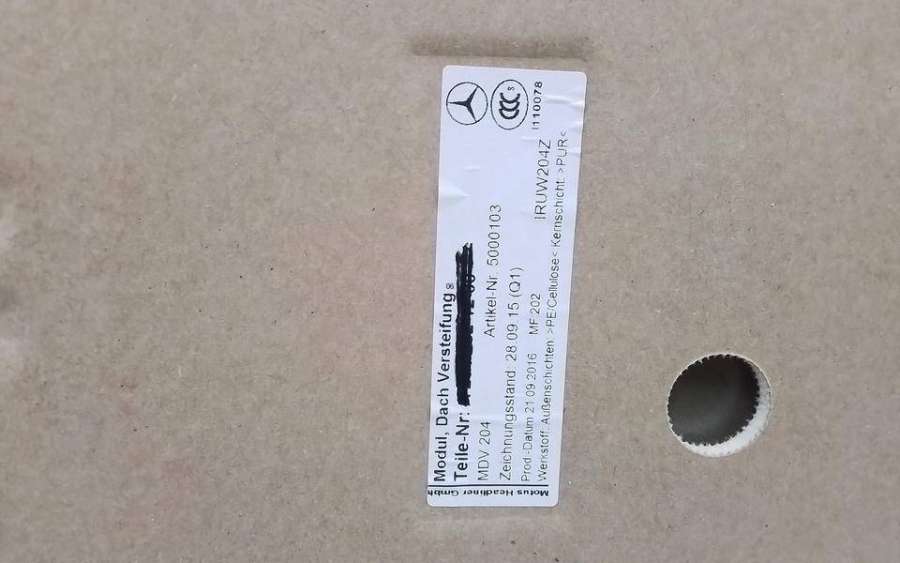 Modul, Dach Versteifung
Teile-Nr:
MDV 204 Artikel-Nr. 5000103
Zeichnungsstand: 28.09.15 (Q1)
Prod.-Datum 21.09.2016 MF 202 IRUW204Z
Werkstoff: Außenschichten >PE/Cellulose< Kernschicht: >PUR<
Motus Headliner GmbH
CCC S
I110078